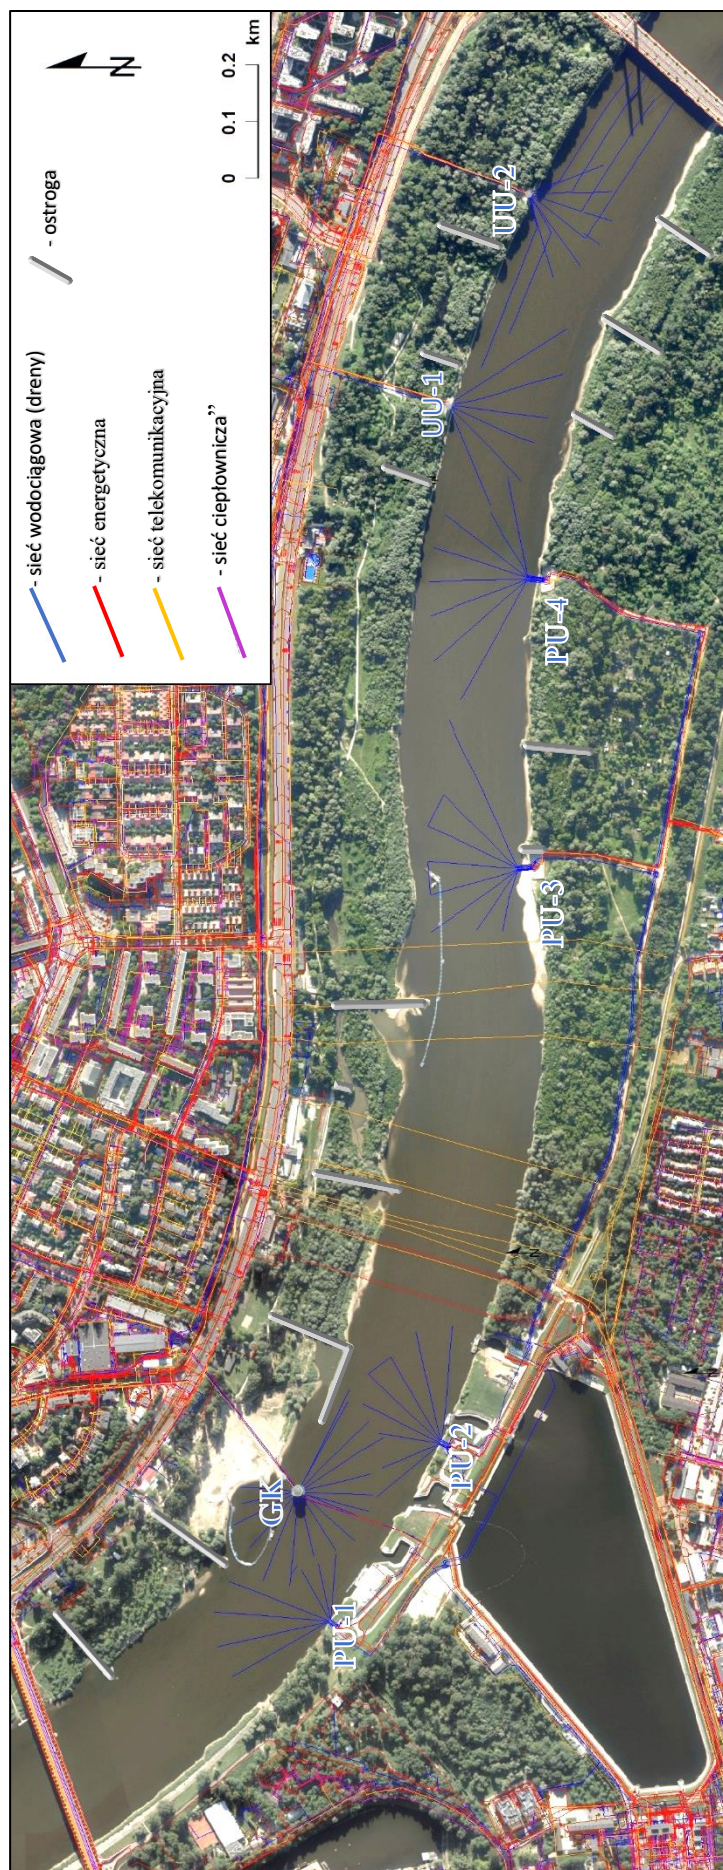 - sieć wodociągowa (dreny)
- sieć energetyczna
- sieć telekomunikacyjna
- sieć ciepłownicza”
- ostroga
N
0
0.1
0.2
km
PU-1
GK
PU-2
PU-3
PU-4
UU-1
UU-2
N
N